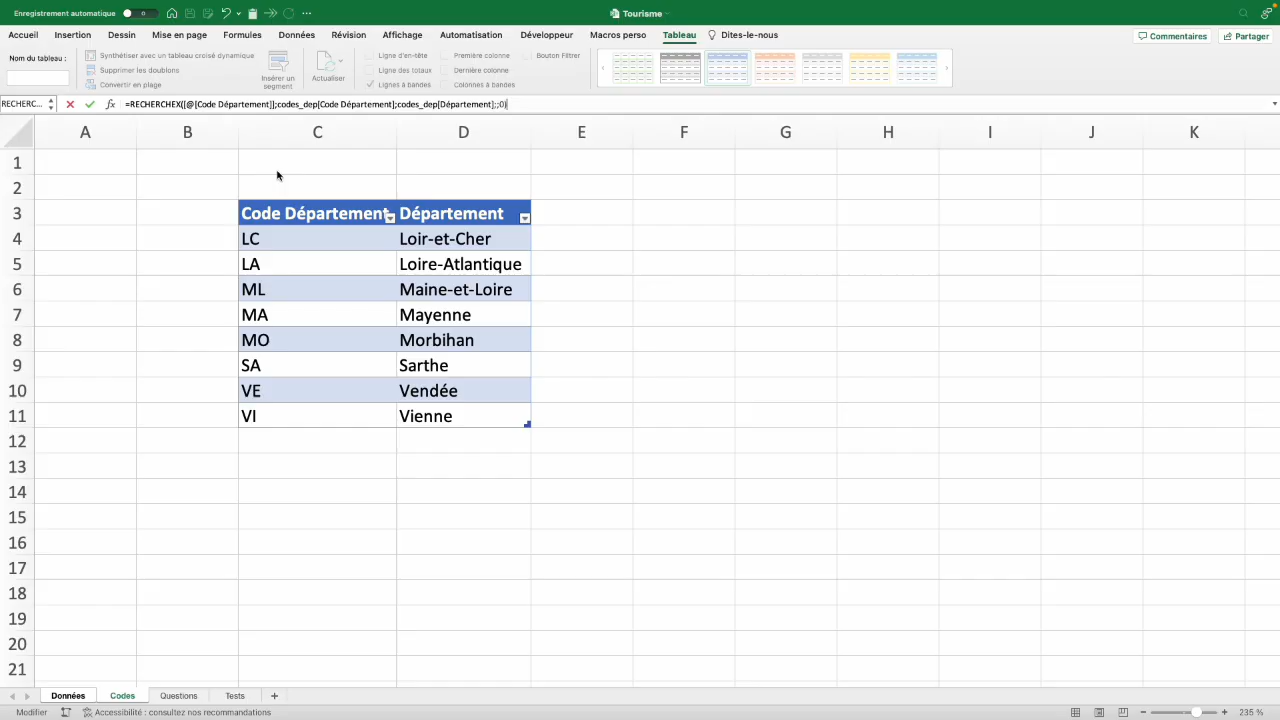 Enregistrement automatique 0 Tourisme
Accueil Insertion Dessin Mise en page Formules Données Révision Affichage Automatisation Développeur Macros perso Tableau Dites-le-nous Commentaires Partager
Nom du tableau : Synthétiser avec un tableau croisé dynamique Ligne d'en-tête Première colonne Bouton Filtrer
Supprimer les doublons Ligne des totaux Dernière colonne
Convertir en plage Insérer un segment Actualiser Lignes à bandes Colonnes à bandes
RECHERC... fx =RECHERCHEX([@[Code Département]];codes_dep[Code Département];codes_dep[Département];;0)
A B C D E F G H I J K
1
2
3 Code Département Département
4 LC Loir-et-Cher
5 LA Loire-Atlantique
6 ML Maine-et-Loire
7 MA Mayenne
8 MO Morbihan
9 SA Sarthe
10 VE Vendée
11 VI Vienne
12
13
14
15
16
17
18
19
20
21
Données Codes Questions Tests +
Modifier Accessibilité : consultez nos recommandations 235 %